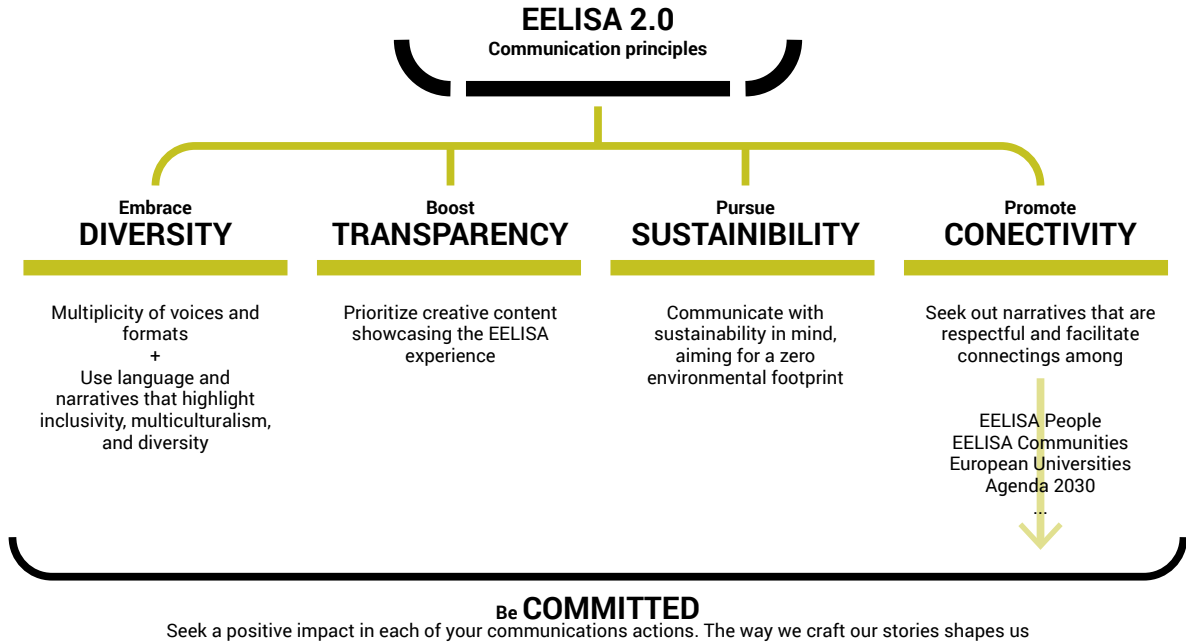 EELISA 2.0
Communication principles
Embrace
DIVERSITY
Multiplicity of voices and
formats
+
Use language and
narratives that highlight
inclusivity, multiculturalism,
and diversity
Boost
TRANSPARENCY
Prioritize creative content
showcasing the EELISA
experience
Pursue
SUSTAINIBILITY
Communicate with
sustainability in mind,
aiming for a zero
environmental footprint
Promote
CONECTIVITY
Seek out narratives that are
respectful and facilitate
connectings among
EELISA People
EELISA Communities
European Universities
Agenda 2030
...
Be COMMITTED
Seek a positive impact in each of your communications actions. The way we craft our stories shapes us